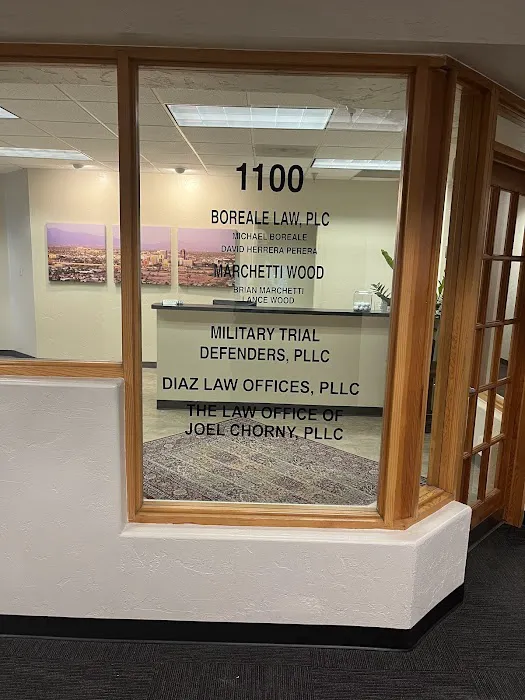 1100
BOREALE LAW, PLC
MICHAEL BOREALE
DAVID HERRERA PERERA
MARCHETTI WOOD
BRIAN MARCHETTI
LANCE WOOD
MILITARY TRIAL
DEFENDERS, PLLC
DIAZ LAW OFFICES, PLLC
THE LAW OFFICE OF
JOEL CHORNY, PLLC